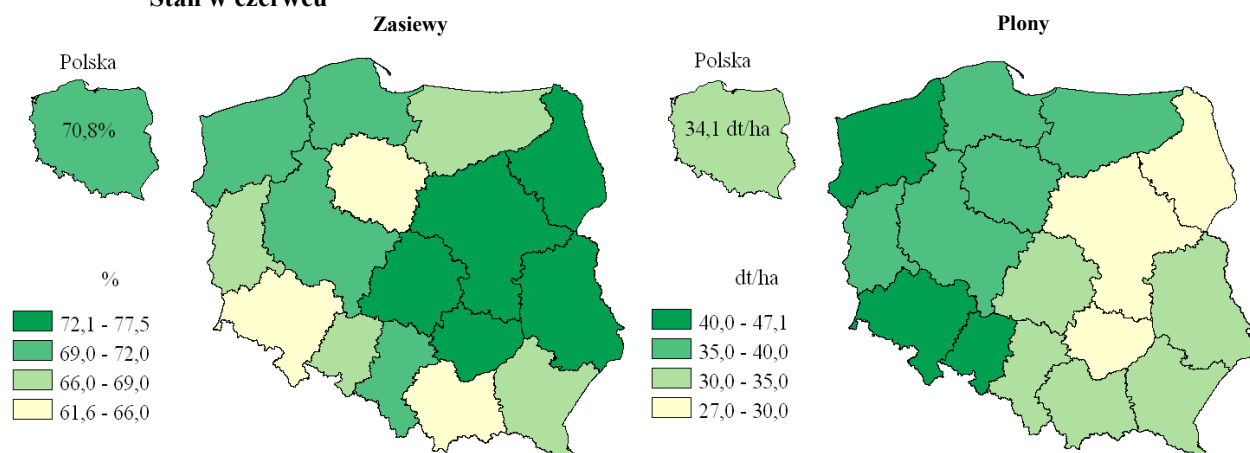 Stan w czerwcu
Zasiewy
Plony
Polska
70,8%
Polska
34,1 dt/ha
%
72,1 - 77,5
69,0 - 72,0
66,0 - 69,0
61,6 - 66,0
dt/ha
40,0 - 47,1
35,0 - 40,0
30,0 - 35,0
27,0 - 30,0